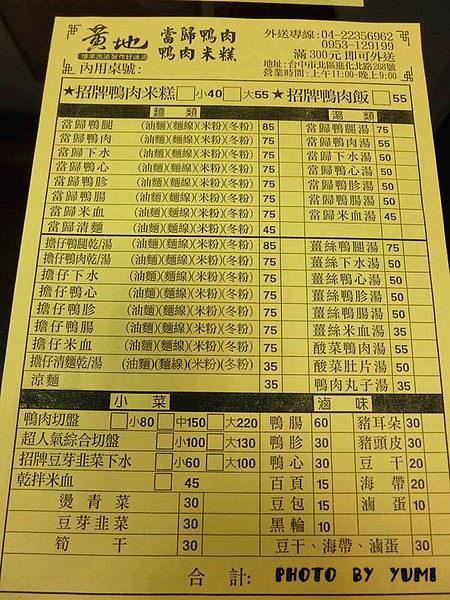 黃地 當歸鴨肉 外送專線:04-22356962
鴨肉米糕 0953-129199
滿300元 即可外送
內用桌號: 地址:台中市北區進化北路268號
營業時間:上午11:00-晚上9:00
★招牌鴨肉米糕 小40 大55 ★招牌鴨肉飯 55
麵類 湯類
當歸鴨腿 (油麵)(麵線)(米粉)(冬粉) 85 當歸鴨腿湯 75
當歸鴨肉 (油麵)(麵線)(米粉)(冬粉) 75 當歸鴨肉湯 55
當歸下水 (油麵)(麵線)(米粉)(冬粉) 75 當歸下水湯 50
當歸鴨心 (油麵)(麵線)(米粉)(冬粉) 75 當歸鴨心湯 50
當歸鴨胗 (油麵)(麵線)(米粉)(冬粉) 75 當歸鴨胗湯 50
當歸鴨腸 (油麵)(麵線)(米粉)(冬粉) 75 當歸鴨腸湯 50
當歸米血 (油麵)(麵線)(米粉)(冬粉) 75 當歸米血湯 45
當歸清麵 (油麵)(麵線)(米粉)(冬粉) 45
擔仔鴨腿乾/湯 (油麵)(麵線)(米粉)(冬粉) 85 薑絲鴨腿湯 75
擔仔鴨肉乾/湯 (油麵)(麵線)(米粉)(冬粉) 75 薑絲鴨肉湯 50
擔仔下水 (油麵)(麵線)(米粉)(冬粉) 75 薑絲下水湯 50
擔仔鴨心 (油麵)(麵線)(米粉)(冬粉) 75 薑絲鴨心湯 50
擔仔鴨胗 (油麵)(麵線)(米粉)(冬粉) 75 薑絲鴨胗湯 50
擔仔鴨腸 (油麵)(麵線)(米粉)(冬粉) 75 薑絲鴨腸湯 50
擔仔米血 (油麵)(麵線)(米粉)(冬粉) 75 薑絲米血湯 35
擔仔清麵乾/湯 (油麵)(麵線)(米粉)(冬粉) 35 酸菜鴨肉湯 55
涼麵 35 酸菜肚片湯 50
鴨肉丸子湯 35
小菜 滷味
鴨肉切盤 小80 中150 大220 鴨腸 60 豬耳朵 30
超人氣綜合切盤 小100 大130 鴨胗 30 豬頭皮 30
招牌豆芽韭菜下水 小60 大100 鴨心 30 豆干 20
乾拌米血 45 百頁 15 海帶 20
燙青菜 30 豆包 15 滷蛋 10
豆芽韭菜 30 黑輪 10
筍干 30 豆干、海帶、滷蛋 30
合計: PHOTO BY YUMI